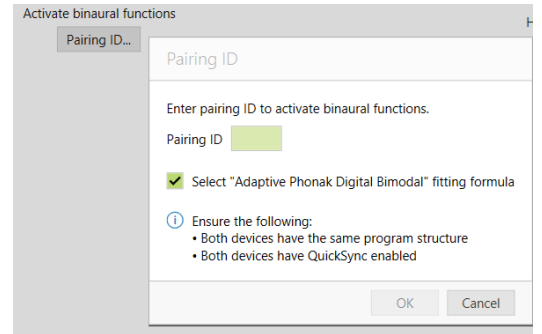 Activate binaural functions
H
Pairing ID...
Pairing ID
Enter pairing ID to activate binaural functions.
Pairing ID
Select "Adaptive Phonak Digital Bimodal" fitting formula
Ensure the following:
• Both devices have the same program structure
• Both devices have QuickSync enabled
OK Cancel